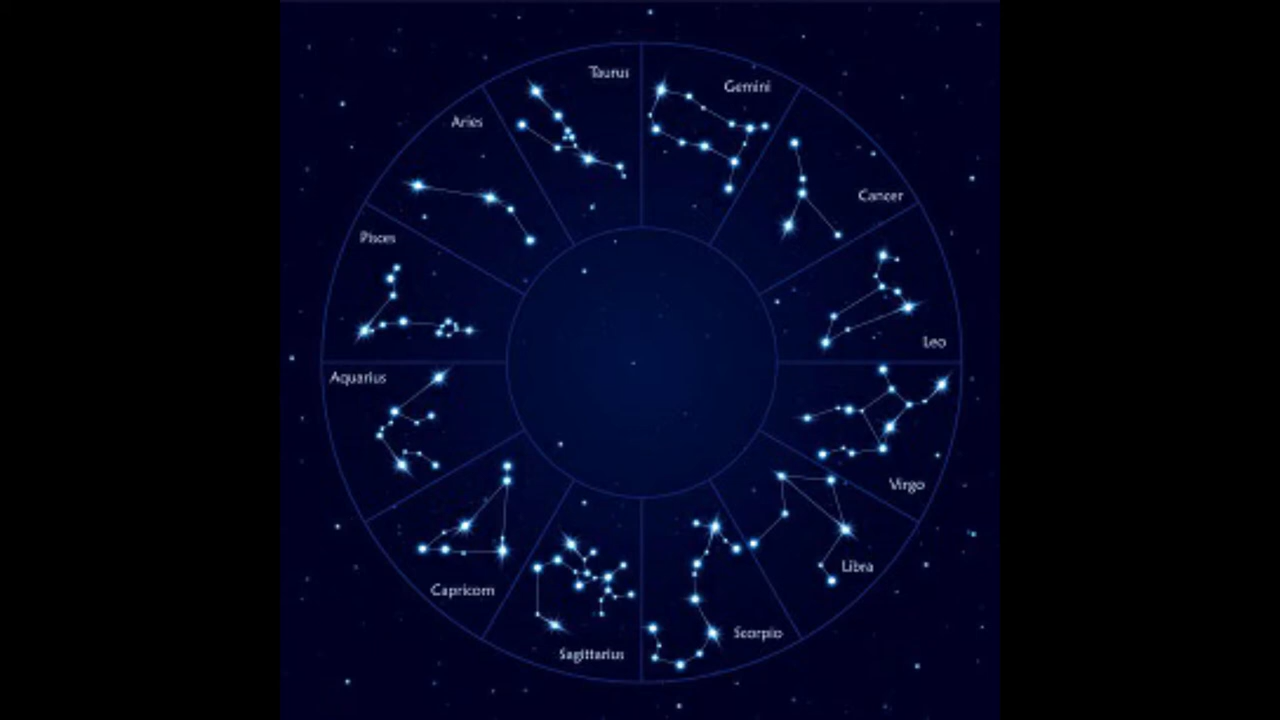 Taurus
Gemini
Aries
Cancer
Pisces
Leo
Aquarius
Virgo
Libra
Capricorn
Scorpio
Sagittarius